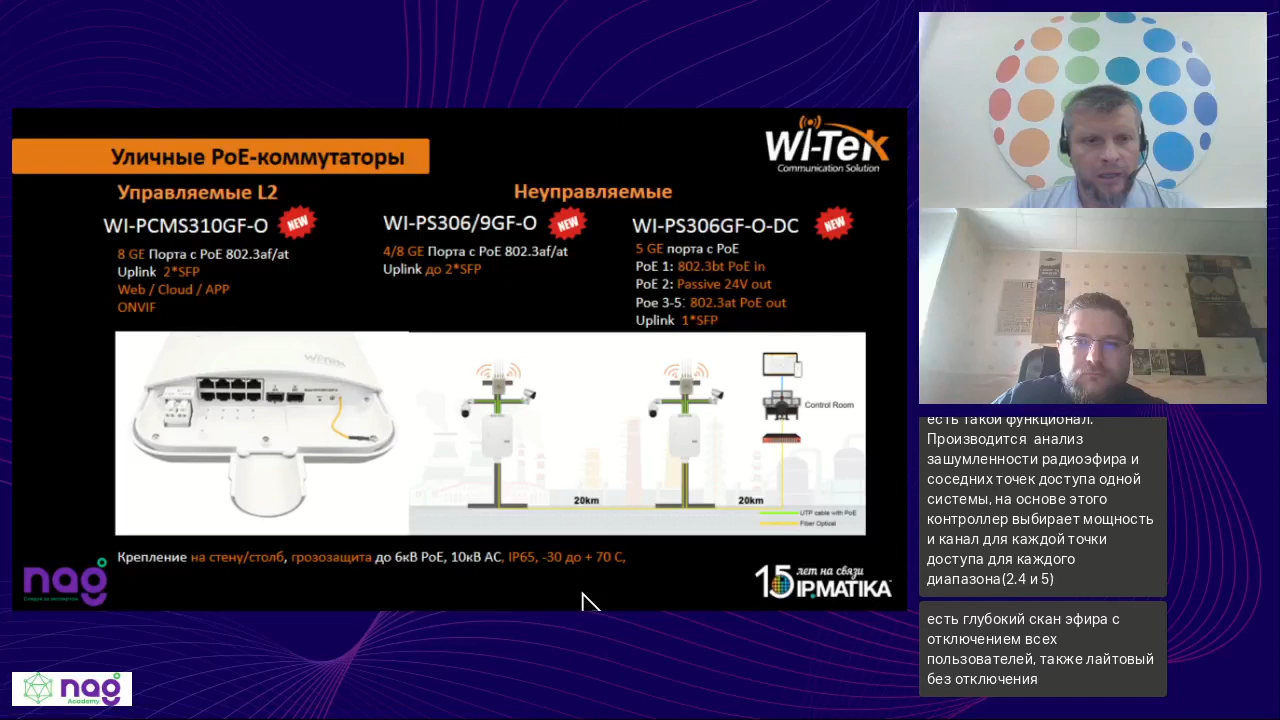 Уличные PoE-коммутаторы
Wi-Tek
Communication Solution
Управляемые L2
Неуправляемые
WI-PCMS310GF-O
NEW
8 GE Порта с PoE 802.3af/at
Uplink 2*SFP
Web / Cloud / APP
ONVIF
WI-PS306/9GF-O
NEW
4/8 GE Порта с PoE 802.3af/at
Uplink до 2*SFP
WI-PS306GF-O-DC
NEW
5 GE порта с PoE
PoE 1: 802.3bt PoE in
PoE 2: Passive 24V out
Poe 3-5: 802.3at PoE out
Uplink 1*SFP
Wi-Tek
Control Room
20km
20km
UTP cable with PoE
Fiber Optical
Крепление на стену/столб, грозозащита до 6кВ PoE, 10кВ AC, IP65, -30 до + 70 С,
nag
15 лет на связи
IPMATIKA
nag
Academy
есть такой функционал.
Производится анализ
зашумленности радиоэфира и
соседних точек доступа одной
системы, на основе этого
контроллер выбирает мощность
и канал для каждой точки
доступа для каждого
диапазона(2.4 и 5)
есть глубокий скан эфира с
отключением всех
пользователей, также лайтовый
без отключения